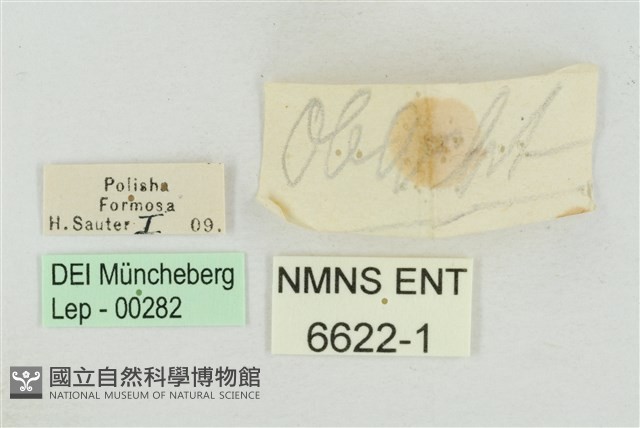 Polisha
Formosa
H. Sauter I 09.
DEI Müncheberg
Lep - 00282
NMNS ENT
6622-1
國立自然科學博物館
NATIONAL MUSEUM OF NATURAL SCIENCE